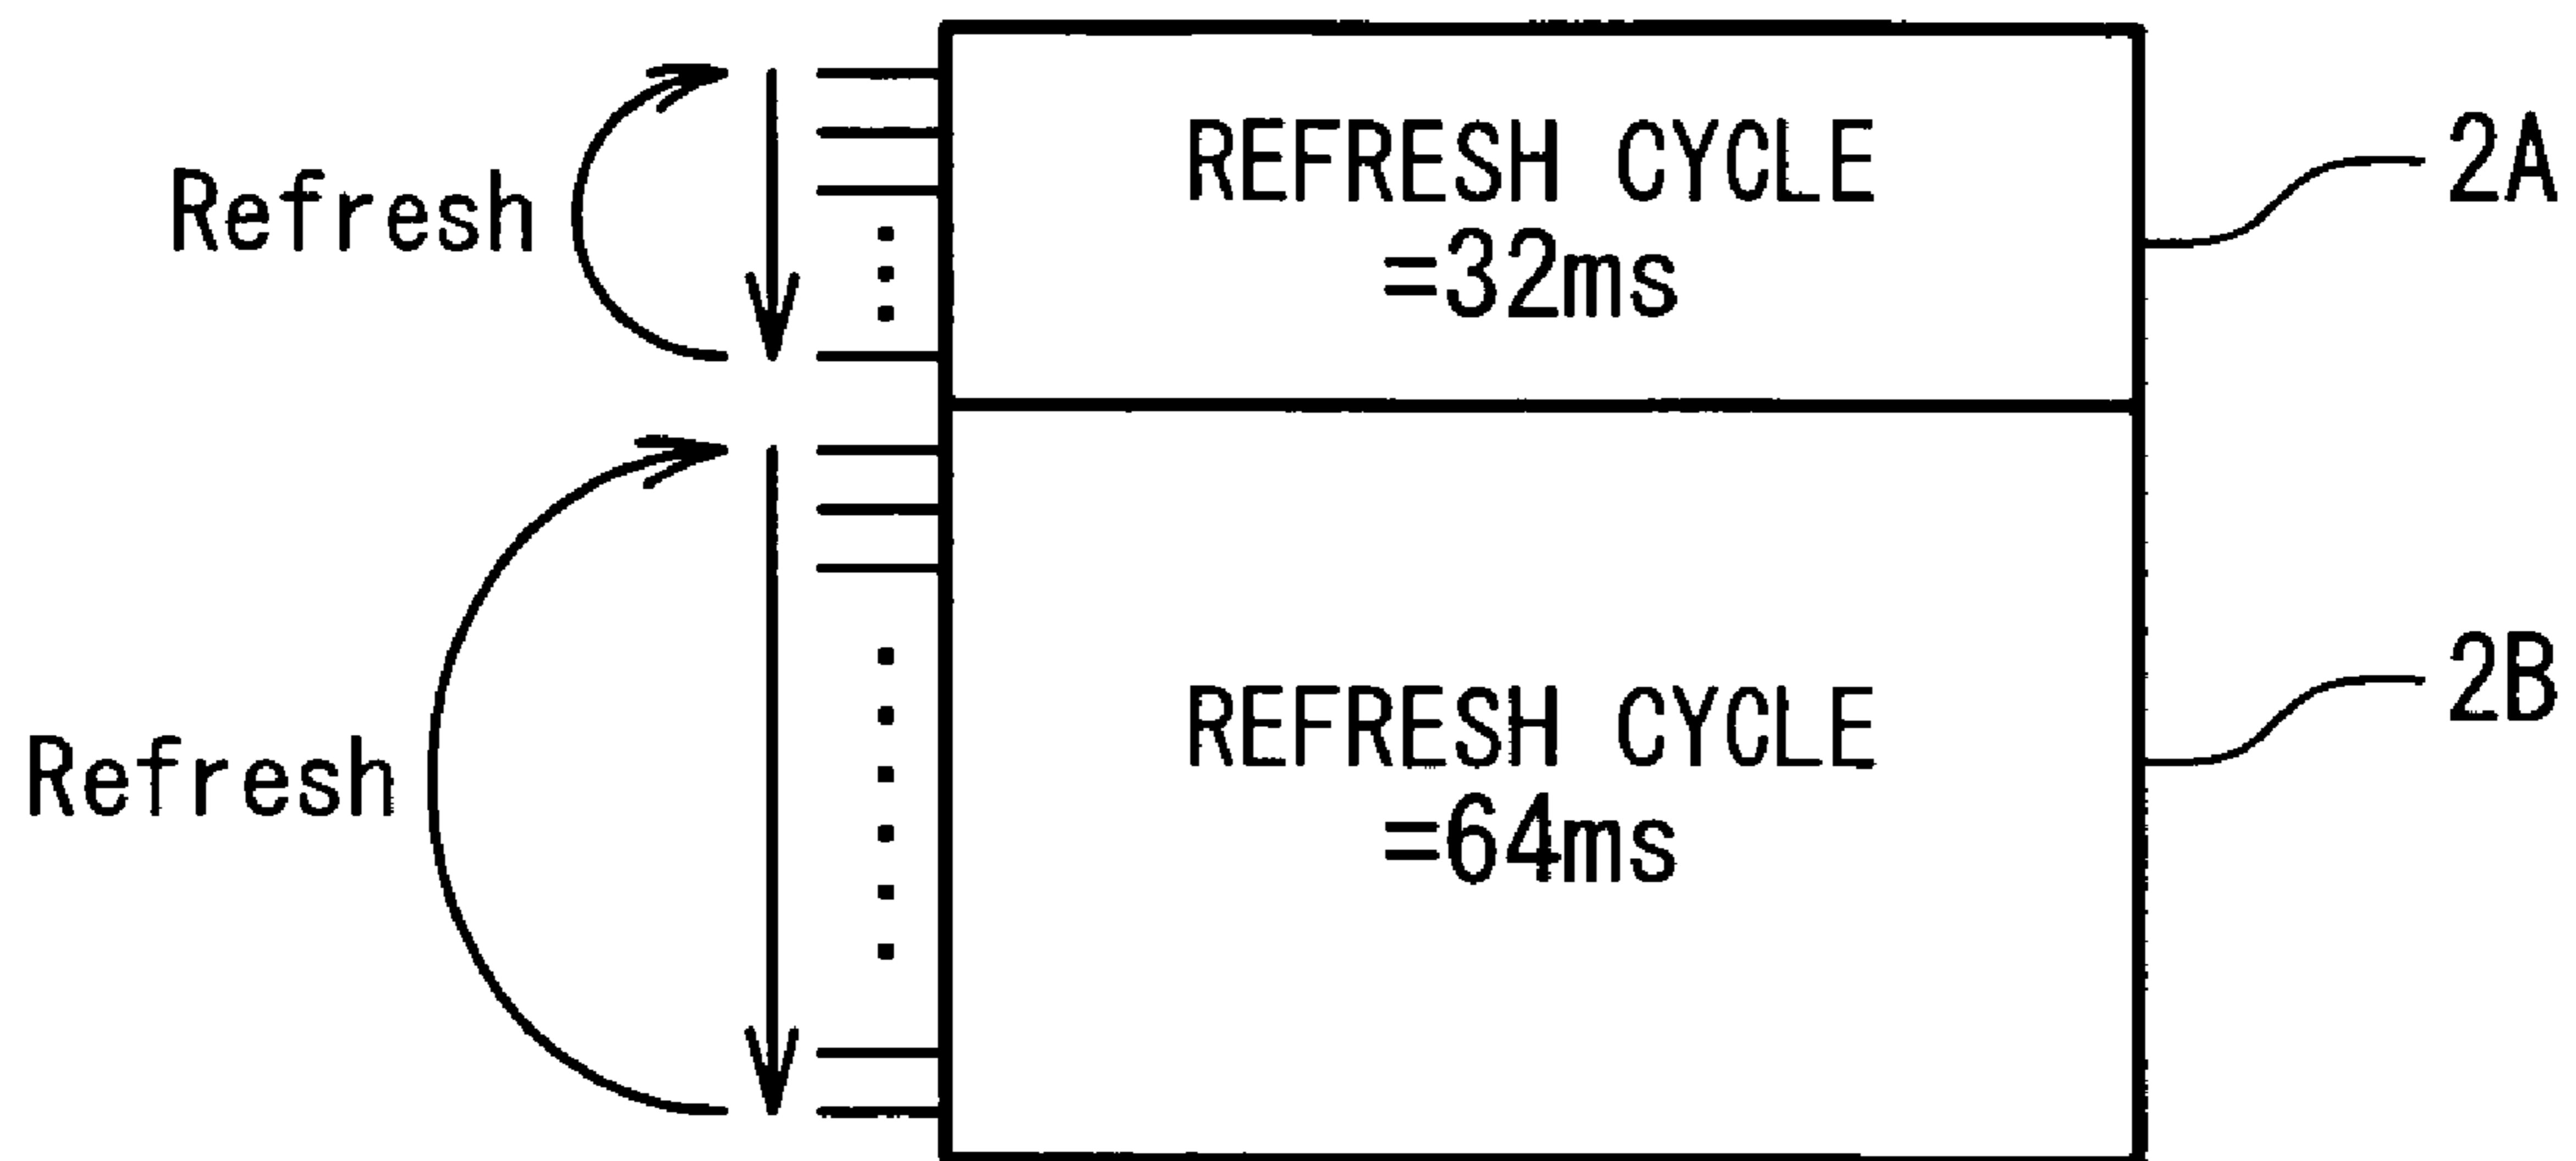 REFRESH CYCLE
=32ms
2A
Refresh
REFRESH CYCLE
=64ms
2B
Refresh